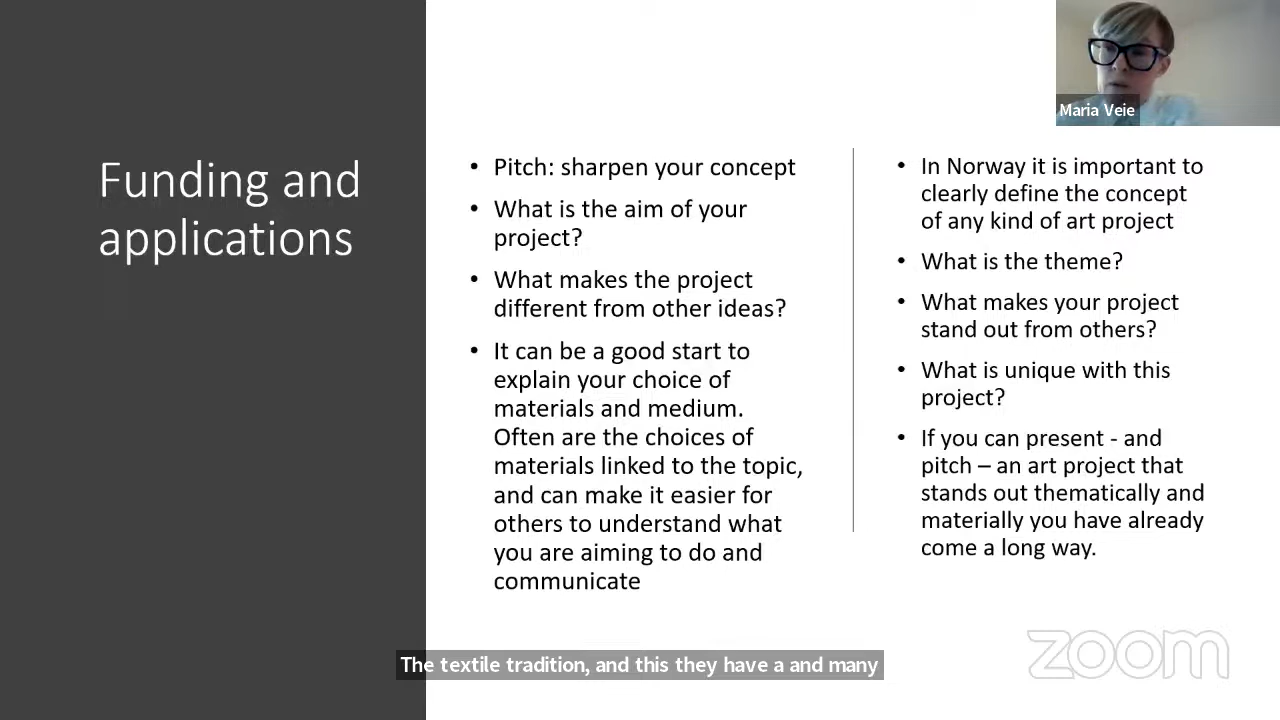 Maria Veie
Funding and
applications
• Pitch: sharpen your concept
• What is the aim of your
project?
• What makes the project
different from other ideas?
• It can be a good start to
explain your choice of
materials and medium.
Often are the choices of
materials linked to the topic,
and can make it easier for
others to understand what
you are aiming to do and
communicate
• In Norway it is important to
clearly define the concept
of any kind of art project
• What is the theme?
• What makes your project
stand out from others?
• What is unique with this
project?
• If you can present - and
pitch – an art project that
stands out thematically and
materially you have already
come a long way.
The textile tradition, and this they have a and many
zoom